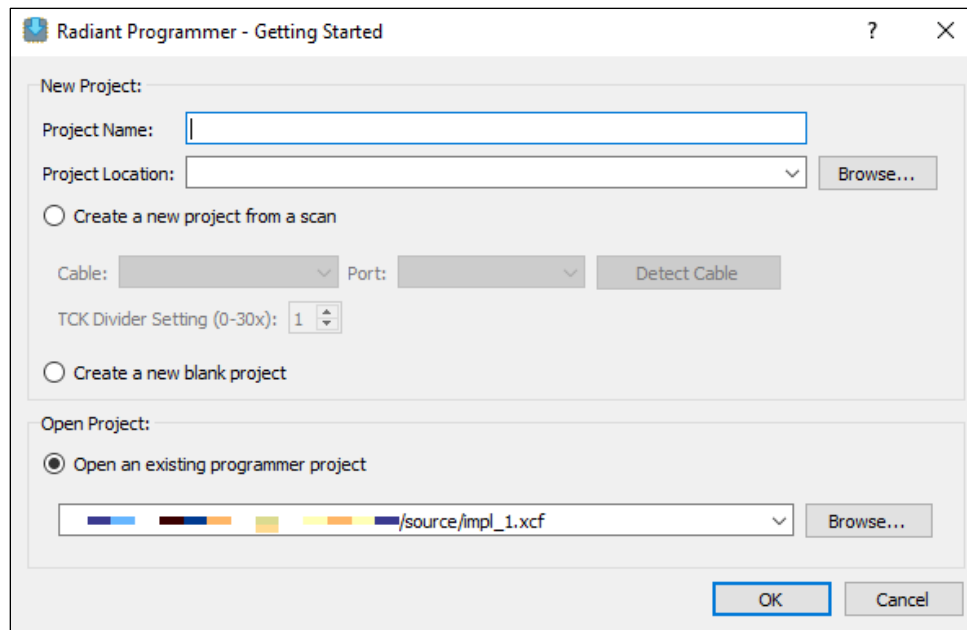 Radiant Programmer - Getting Started ?
New Project:
Project Name:
Project Location: Browse...
Create a new project from a scan
Cable: Port: Detect Cable
TCK Divider Setting (0-30x): 1
Create a new blank project
Open Project:
Open an existing programmer project
/source/impl_1.xcf Browse...
OK Cancel